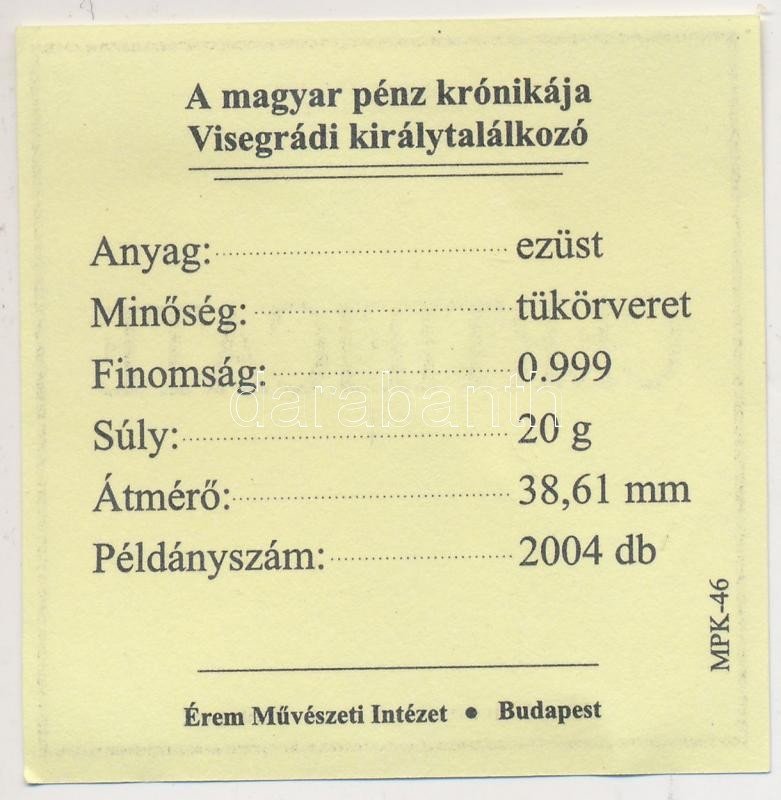 A magyar pénz krónikája
Visegrádi királytalálkozó
Anyag: ezüst
Minőség: tükörveret
Finomság: 0.999
Súly: 20 g
Átmérő: 38,61 mm
Példányszám: 2004 db
MPK-46
Érem Művészeti Intézet • Budapest
darabanth